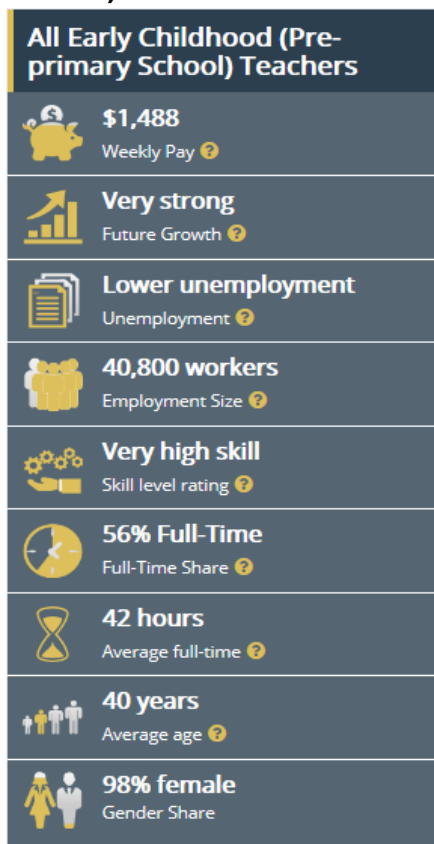 All Early Childhood (Pre-
primary School) Teachers
$1,488
Weekly Pay ?
Very strong
Future Growth ?
Lower unemployment
Unemployment ?
40,800 workers
Employment Size ?
Very high skill
Skill level rating ?
56% Full-Time
Full-Time Share ?
42 hours
Average full-time ?
40 years
Average age ?
98% female
Gender Share